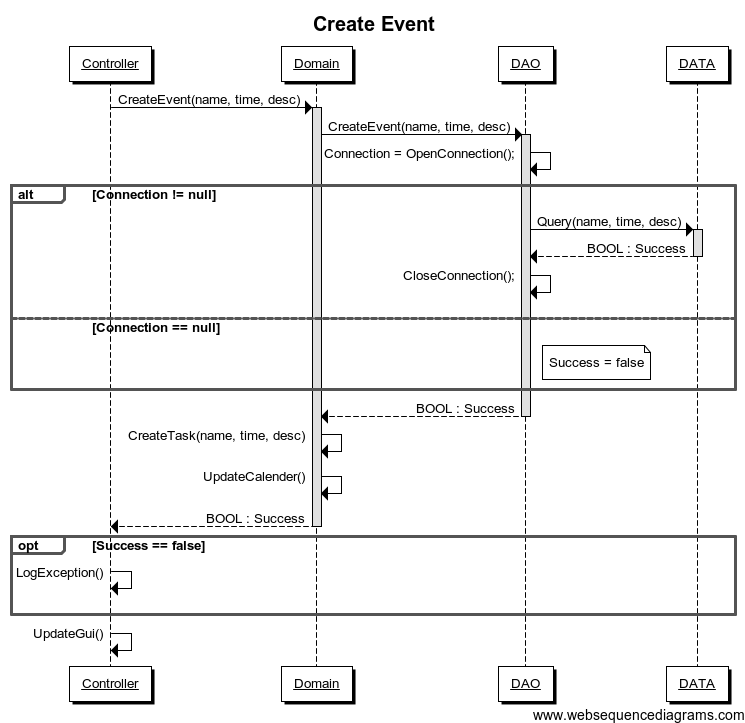 Create Event
Controller Domain DAO DATA
CreateEvent(name, time, desc)
CreateEvent(name, time, desc)
Connection = OpenConnection();
alt [Connection != null]
Query(name, time, desc)
BOOL : Success
CloseConnection();
[Connection == null]
Success = false
BOOL : Success
CreateTask(name, time, desc)
UpdateCalender()
BOOL : Success
opt [Success == false]
LogException()
UpdateGui()
Controller Domain DAO DATA
www.websequencediagrams.com